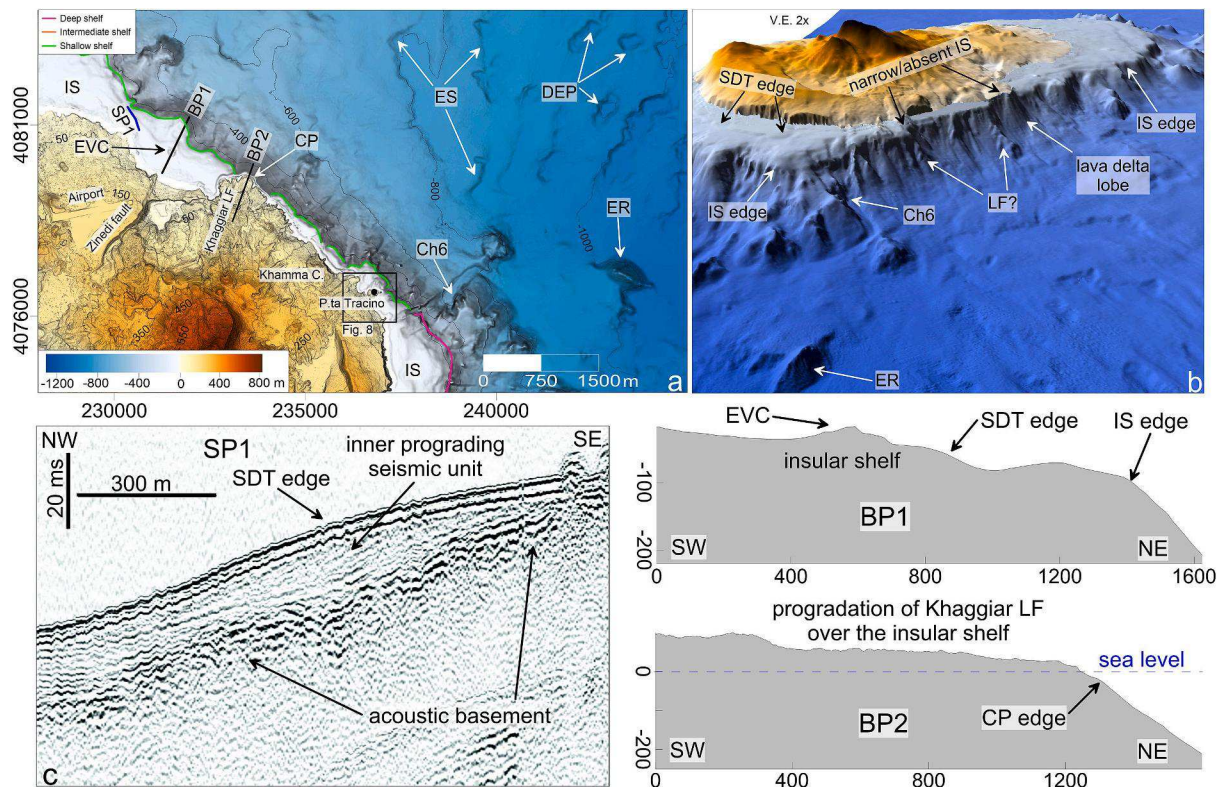 Deep shelf
Intermediate shelf
Shallow shelf
IS
SP1
BP1
EVC
BP2
CP
-400
-600
-800
-1000
ES
DEP
ER
50
Airport
150
Zinedi fault
50
Khaggiar LF
Khamma C.
P.ta Tracino
Fig. 8
Ch6
IS
350
450
650
250
4081000
4076000
-1200 -800 -400 0 400 800 m
0 750 1500 m
a
230000 235000 240000
V.E. 2x
SDT edge
narrow/absent IS
IS edge
lava delta
lobe
IS edge
Ch6
LF?
ER
b
NW
SP1
SE
20 ms
300 m
inner prograding
seismic unit
SDT edge
acoustic basement
c
EVC
SDT edge
IS edge
insular shelf
-100
BP1
-200
SW
NE
0 400 800 1200 1600
progradation of Khaggiar LF
over the insular shelf
0
sea level
BP2
CP edge
-200
SW
NE
0 400 800 1200 1600